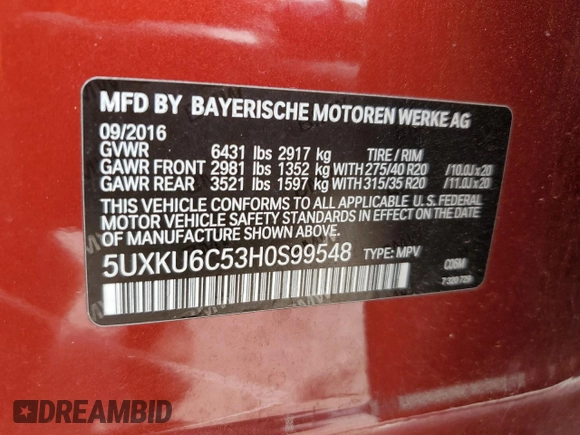 MFD BY BAYERISCHE MOTOREN WERKE AG
09/2016
GVWR 6431 lbs 2917 kg TIRE / RIM
GAWR FRONT 2981 lbs 1352 kg WITH 275/40 R20 /10.0J x 20
GAWR REAR 3521 lbs 1597 kg WITH 315/35 R20 /11.0J x 20
THIS VEHICLE CONFORMS TO ALL APPLICABLE U. S. FEDERAL
MOTOR VEHICLE SAFETY STANDARDS IN EFFECT ON THE DATE
OF MANUFACTURE SHOWN ABOVE.
5UXKU6C53H0S99548 TYPE: MPV C06M
DREAMBID